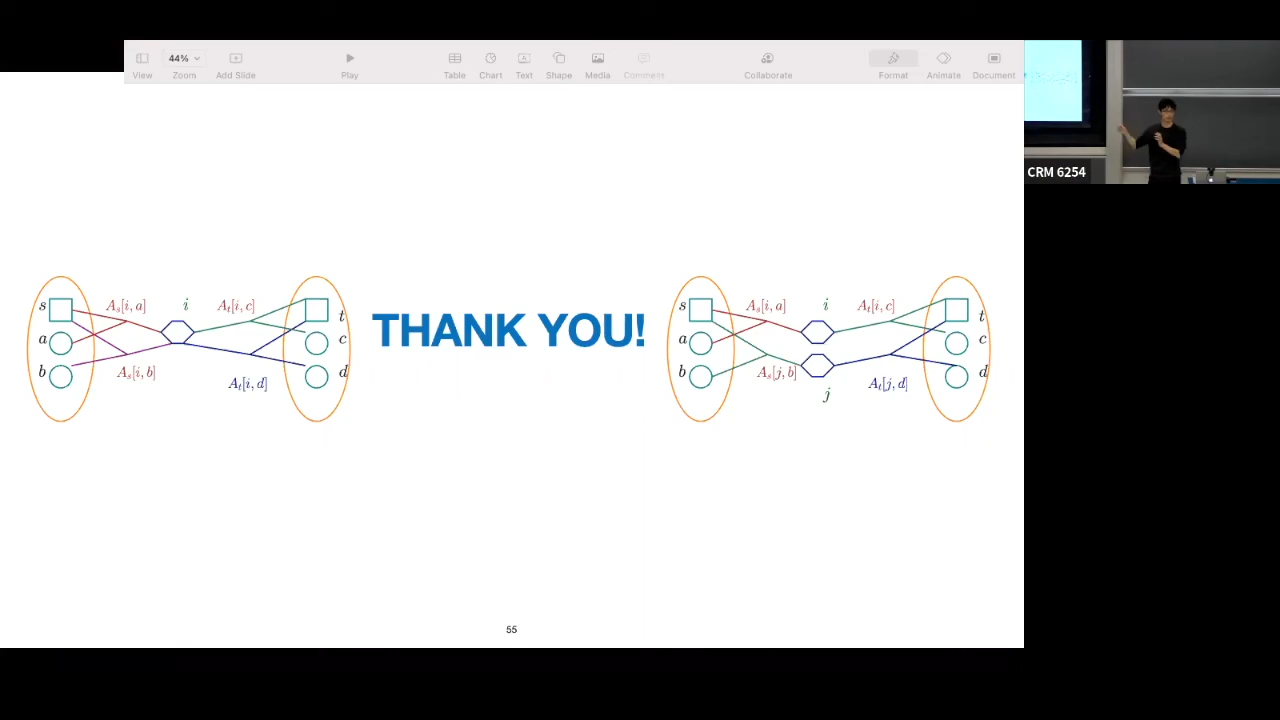 44%
View Zoom Add Slide Play Table Chart Text Shape Media Comment Collaborate Format Animate Document
CRM 6254
s A_s[i, a] i A_t[i, c] t
a c
b A_s[i, b] A_t[i, d] d
THANK YOU!
s A_s[i, a] i A_t[i, c] t
a c
b A_s[j, b] j A_t[j, d] d
55